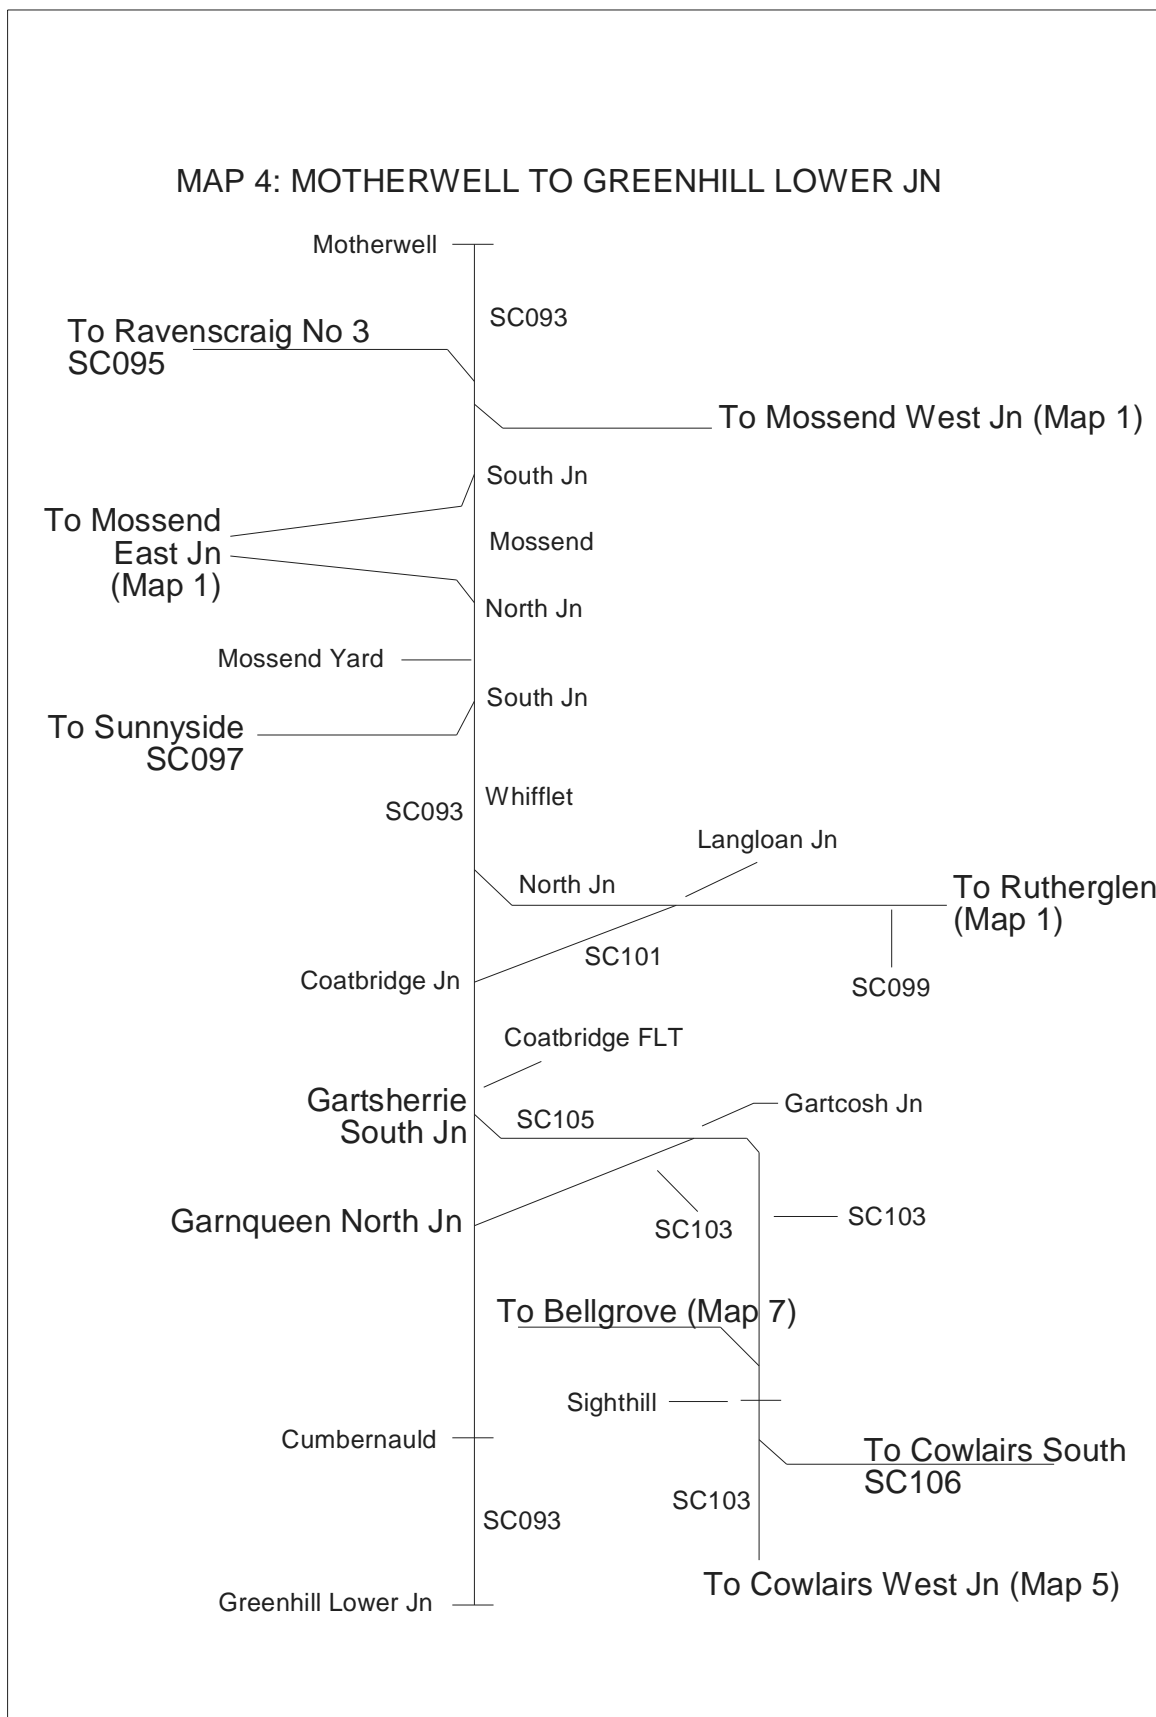 MAP 4: MOTHERWELL TO GREENHILL LOWER JN
Motherwell
SC093
To Ravenscraig No 3
SC095
To Mossend West Jn (Map 1)
South Jn
To Mossend
East Jn
(Map 1)
Mossend
North Jn
Mossend Yard
South Jn
To Sunnyside
SC097
Whifflet
SC093
Langloan Jn
North Jn
To Rutherglen
(Map 1)
SC101
Coatbridge Jn
SC099
Coatbridge FLT
Gartsherrie
South Jn
SC105
Gartcosh Jn
Garnqueen North Jn
SC103
SC103
To Bellgrove (Map 7)
Sighthill
Cumbernauld
To Cowlairs South
SC106
SC103
SC093
To Cowlairs West Jn (Map 5)
Greenhill Lower Jn